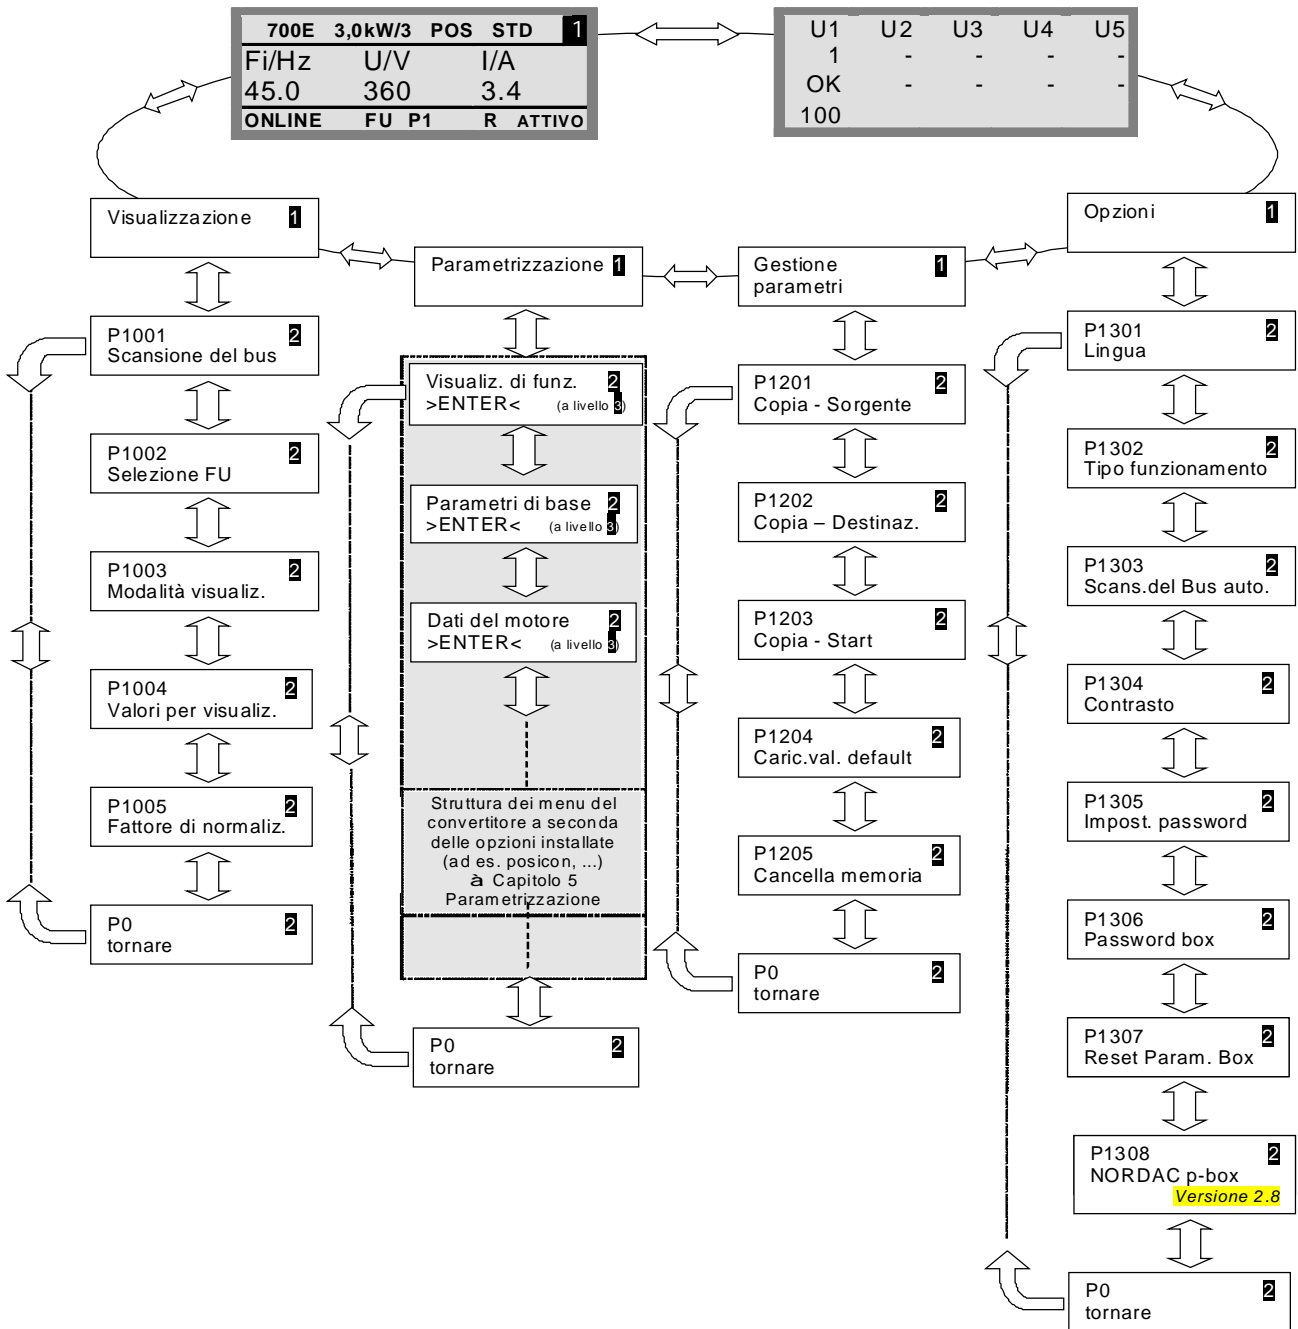 700E 3,0kW/3 POS STD 1
Fi/Hz U/V I/A
45.0 360 3.4
ONLINE FU P1 R ATTIVO
U1 U2 U3 U4 U5
1 - - - -
OK - - - -
100
Visualizzazione 1
P1001 2
Scansione del bus
P1002 2
Selezione FU
P1003 2
Modalità visualiz.
P1004 2
Valori per visualiz.
P1005 2
Fattore di normaliz.
P0 2
tornare
Parametrizzazione 1
Visualiz. di funz. 2
>ENTER< (a livello 3)
Parametri di base 2
>ENTER< (a livello 3)
Dati del motore 2
>ENTER< (a livello 3)
Struttura dei menu del
convertitore a seconda
delle opzioni installate
(ad es. posicon, ...)
à Capitolo 5
Parametrizzazione
P0 2
tornare
Gestione 1
parametri
P1201 2
Copia - Sorgente
P1202 2
Copia – Destinaz.
P1203 2
Copia - Start
P1204 2
Caric.val. default
P1205 2
Cancella memoria
P0 2
tornare
Opzioni 1
P1301 2
Lingua
P1302 2
Tipo funzionamento
P1303 2
Scans.del Bus auto.
P1304 2
Contrasto
P1305 2
Impost. password
P1306 2
Password box
P1307 2
Reset Param. Box
P1308 2
NORDAC p-box
Versione 2.8
P0 2
tornare